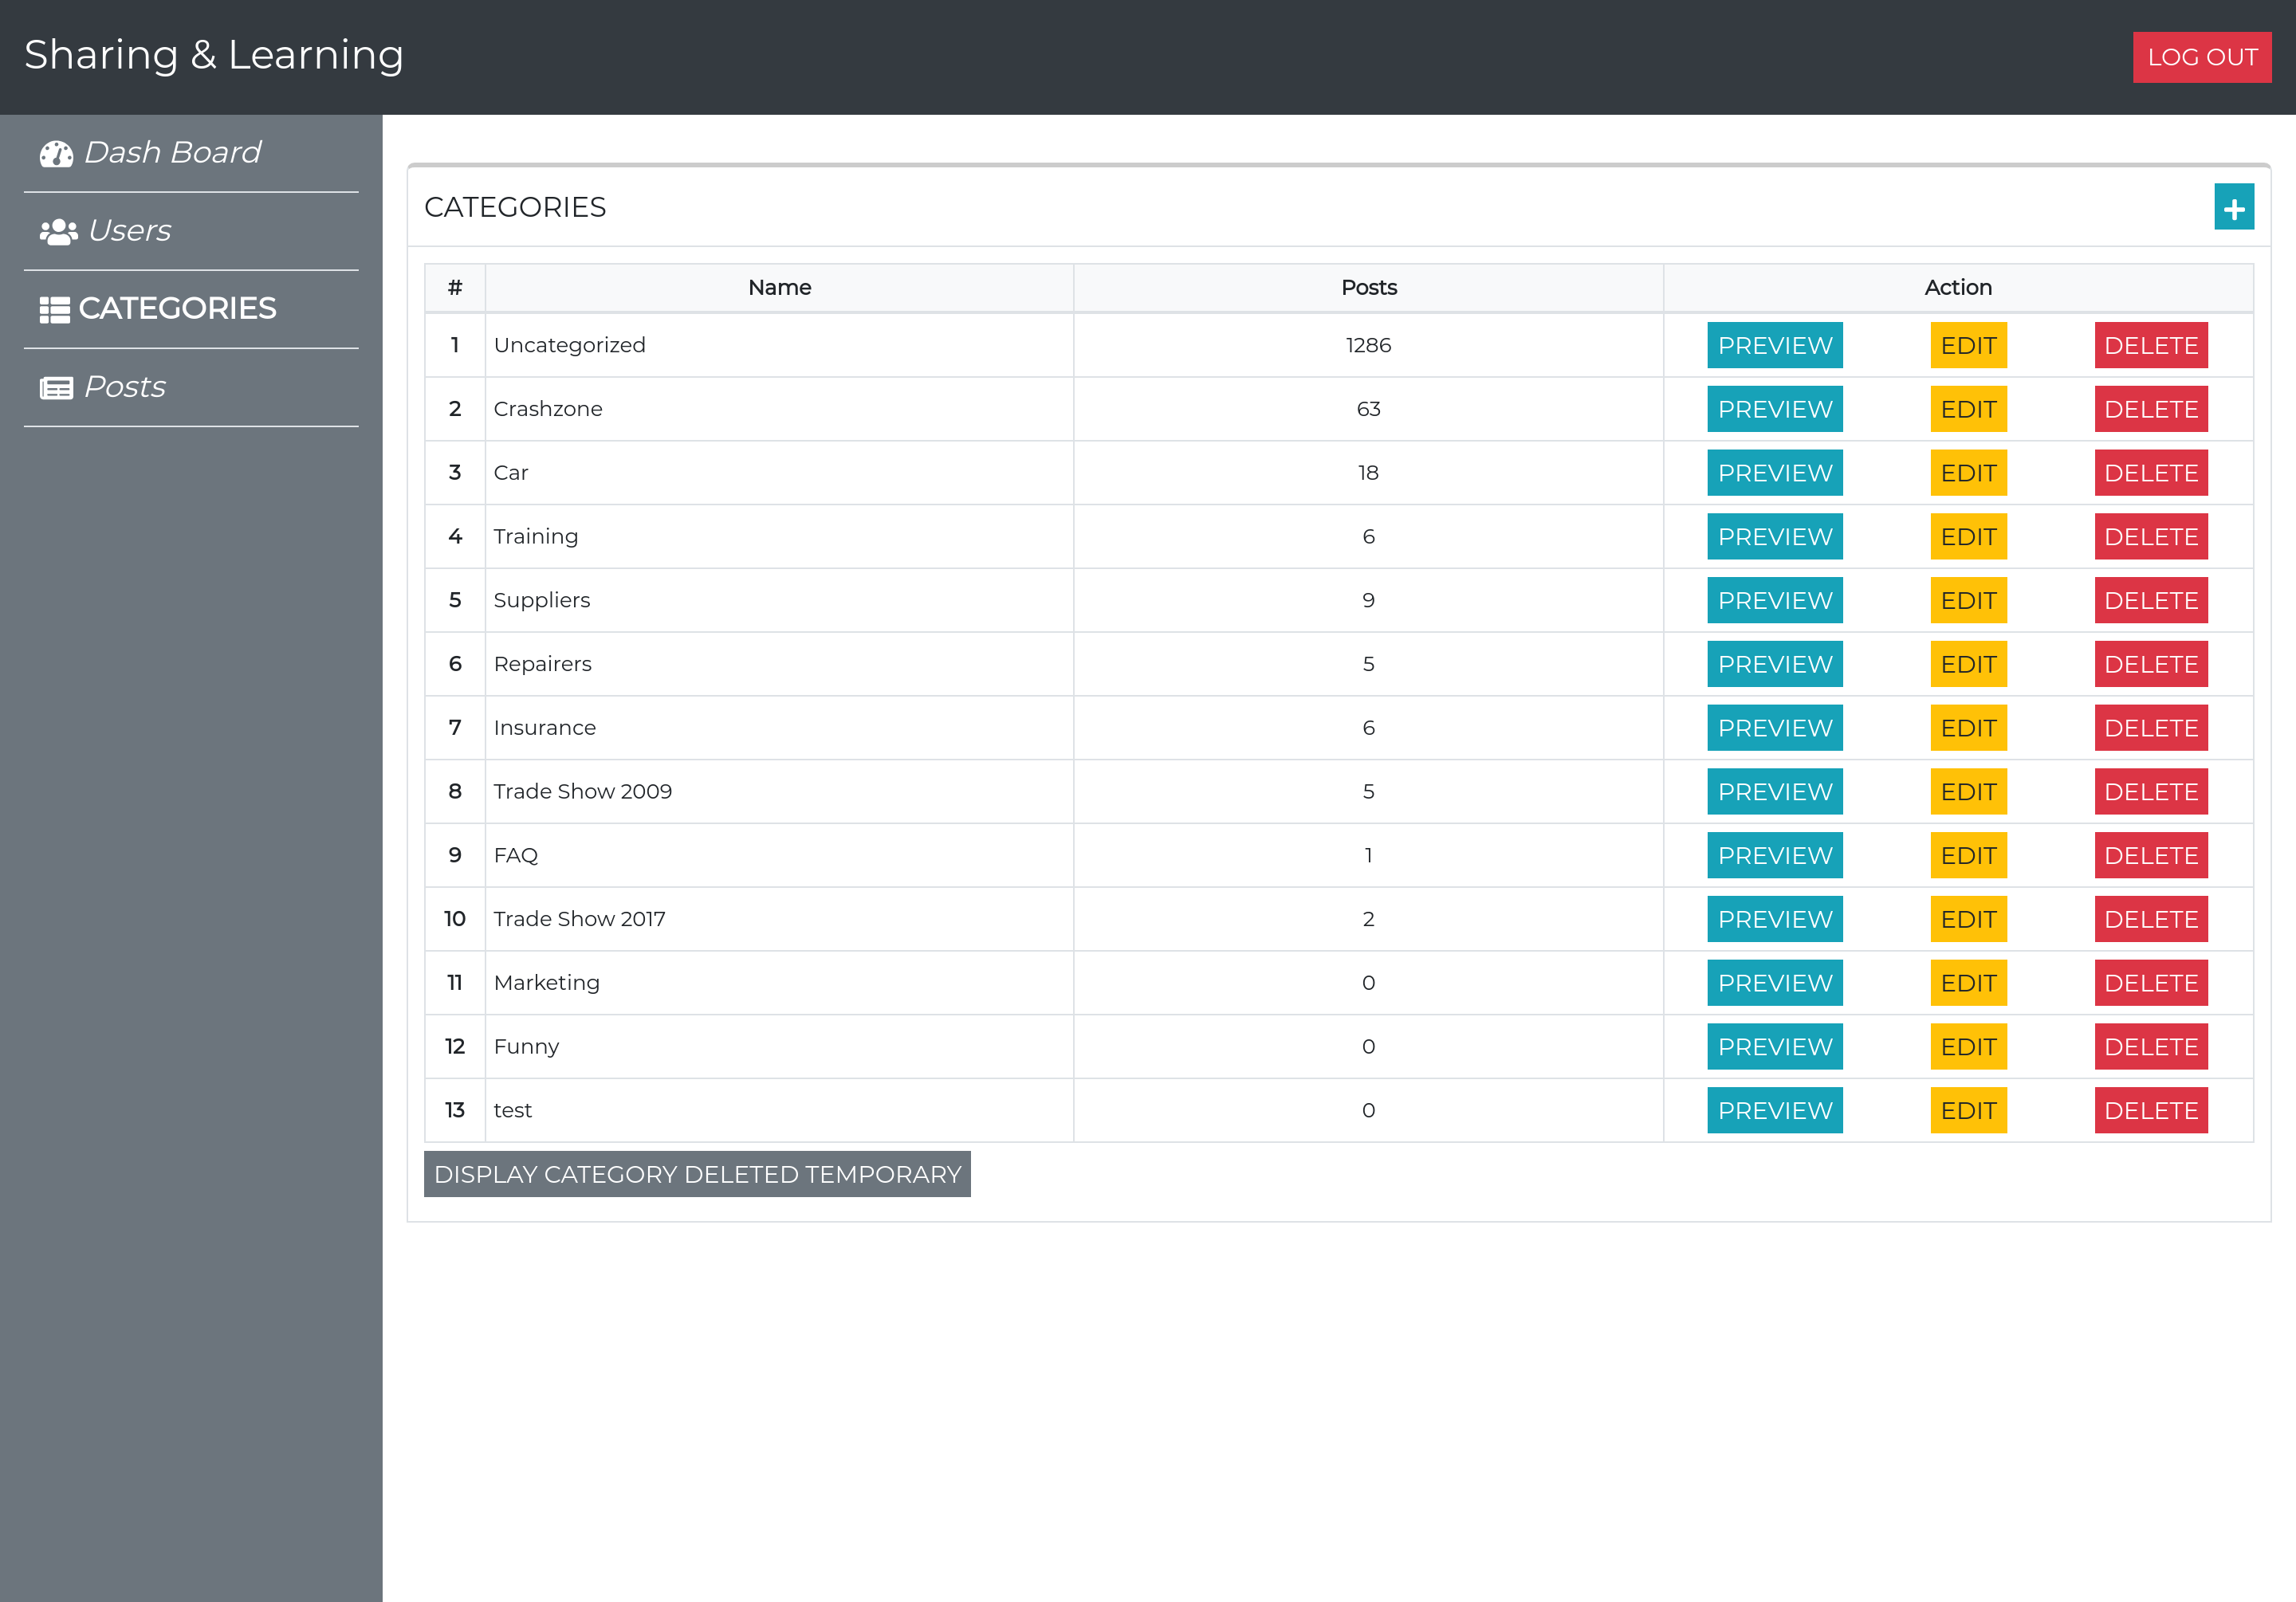 Sharing & Learning
LOG OUT
Dash Board
Users
CATEGORIES
Posts
CATEGORIES
+
# Name Posts Action
1 Uncategorized 1286 PREVIEW EDIT DELETE
2 Crashzone 63 PREVIEW EDIT DELETE
3 Car 18 PREVIEW EDIT DELETE
4 Training 6 PREVIEW EDIT DELETE
5 Suppliers 9 PREVIEW EDIT DELETE
6 Repairers 5 PREVIEW EDIT DELETE
7 Insurance 6 PREVIEW EDIT DELETE
8 Trade Show 2009 5 PREVIEW EDIT DELETE
9 FAQ 1 PREVIEW EDIT DELETE
10 Trade Show 2017 2 PREVIEW EDIT DELETE
11 Marketing 0 PREVIEW EDIT DELETE
12 Funny 0 PREVIEW EDIT DELETE
13 test 0 PREVIEW EDIT DELETE
DISPLAY CATEGORY DELETED TEMPORARY